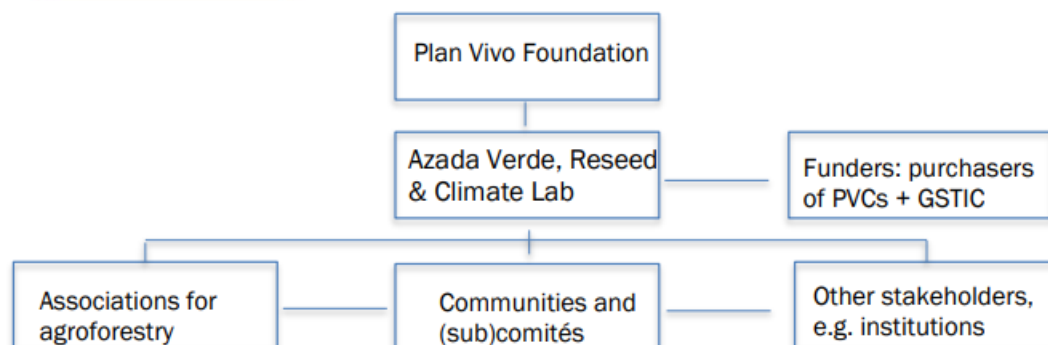 Plan Vivo Foundation
Azada Verde, Reseed
& Climate Lab
Funders: purchasers
of PVCs + GSTIC
Associations for
agroforestry
Communities and
(sub)comités
Other stakeholders,
e.g. institutions